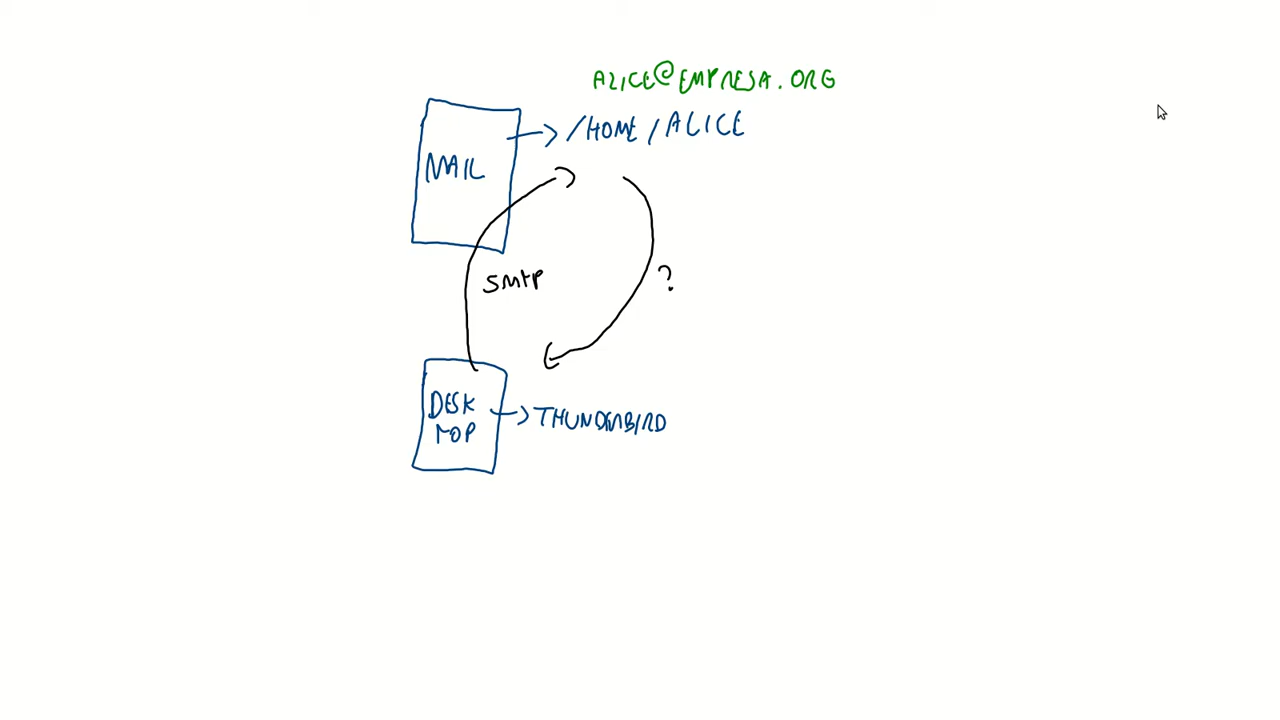 ALICE@EMPRESA.ORG
/HOME/ALICE
MAIL
SMTP
?
DESK
TOP
THUNDERBIRD